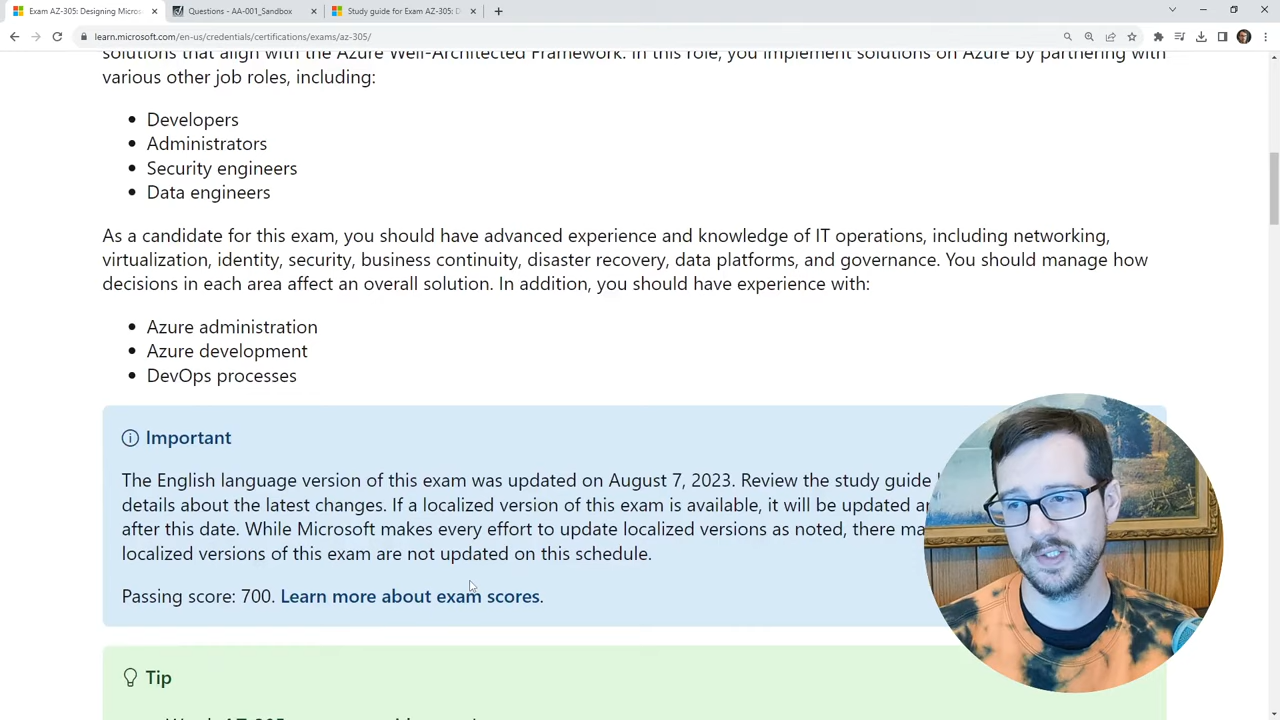 Exam AZ-305: Designing Micros
Questions - AA-001_Sandbox
Study guide for Exam AZ-305: D
learn.microsoft.com/en-us/credentials/certifications/exams/az-305/
solutions that align with the Azure Well-Architected Framework. In this role, you implement solutions on Azure by partnering with
various other job roles, including:
Developers
Administrators
Security engineers
Data engineers
As a candidate for this exam, you should have advanced experience and knowledge of IT operations, including networking,
virtualization, identity, security, business continuity, disaster recovery, data platforms, and governance. You should manage how
decisions in each area affect an overall solution. In addition, you should have experience with:
Azure administration
Azure development
DevOps processes
Important
The English language version of this exam was updated on August 7, 2023. Review the study guide
details about the latest changes. If a localized version of this exam is available, it will be updated
after this date. While Microsoft makes every effort to update localized versions as noted, there
localized versions of this exam are not updated on this schedule.
Passing score: 700. Learn more about exam scores.
Tip